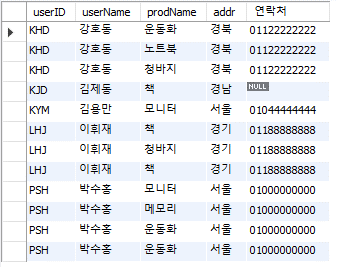 userID userName prodName addr 연락처
KHD 강호동 운동화 경북 01122222222
KHD 강호동 노트북 경북 01122222222
KHD 강호동 청바지 경북 01122222222
KJD 김제동 책 경남 NULL
KYM 김용만 모니터 서울 01044444444
LHJ 이휘재 책 경기 01188888888
LHJ 이휘재 청바지 경기 01188888888
LHJ 이휘재 책 경기 01188888888
PSH 박수홍 모니터 서울 01000000000
PSH 박수홍 메모리 서울 01000000000
PSH 박수홍 운동화 서울 01000000000
PSH 박수홍 운동화 서울 01000000000